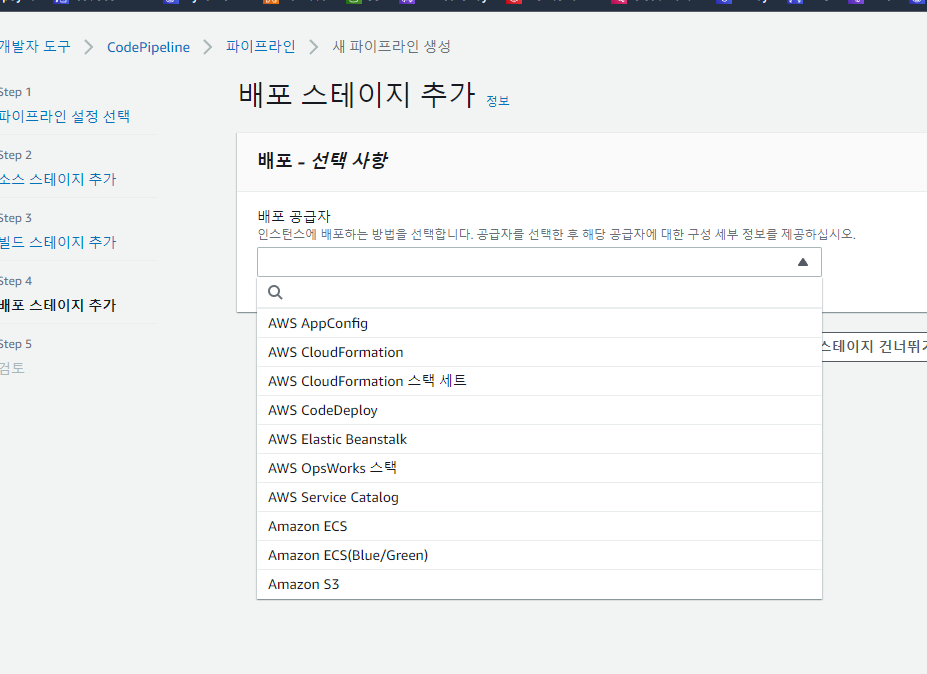 개발자 도구 > CodePipeline > 파이프라인 > 새 파이프라인 생성
Step 1
파이프라인 설정 선택
Step 2
소스 스테이지 추가
Step 3
빌드 스테이지 추가
Step 4
배포 스테이지 추가
Step 5
검토
배포 스테이지 추가 정보
배포 - 선택 사항
배포 공급자
인스턴스에 배포하는 방법을 선택합니다. 공급자를 선택한 후 해당 공급자에 대한 구성 세부 정보를 제공하십시오.
AWS AppConfig
AWS CloudFormation
AWS CloudFormation 스택 세트
AWS CodeDeploy
AWS Elastic Beanstalk
AWS OpsWorks 스택
AWS Service Catalog
Amazon ECS
Amazon ECS(Blue/Green)
Amazon S3
스테이지 건너뛰기